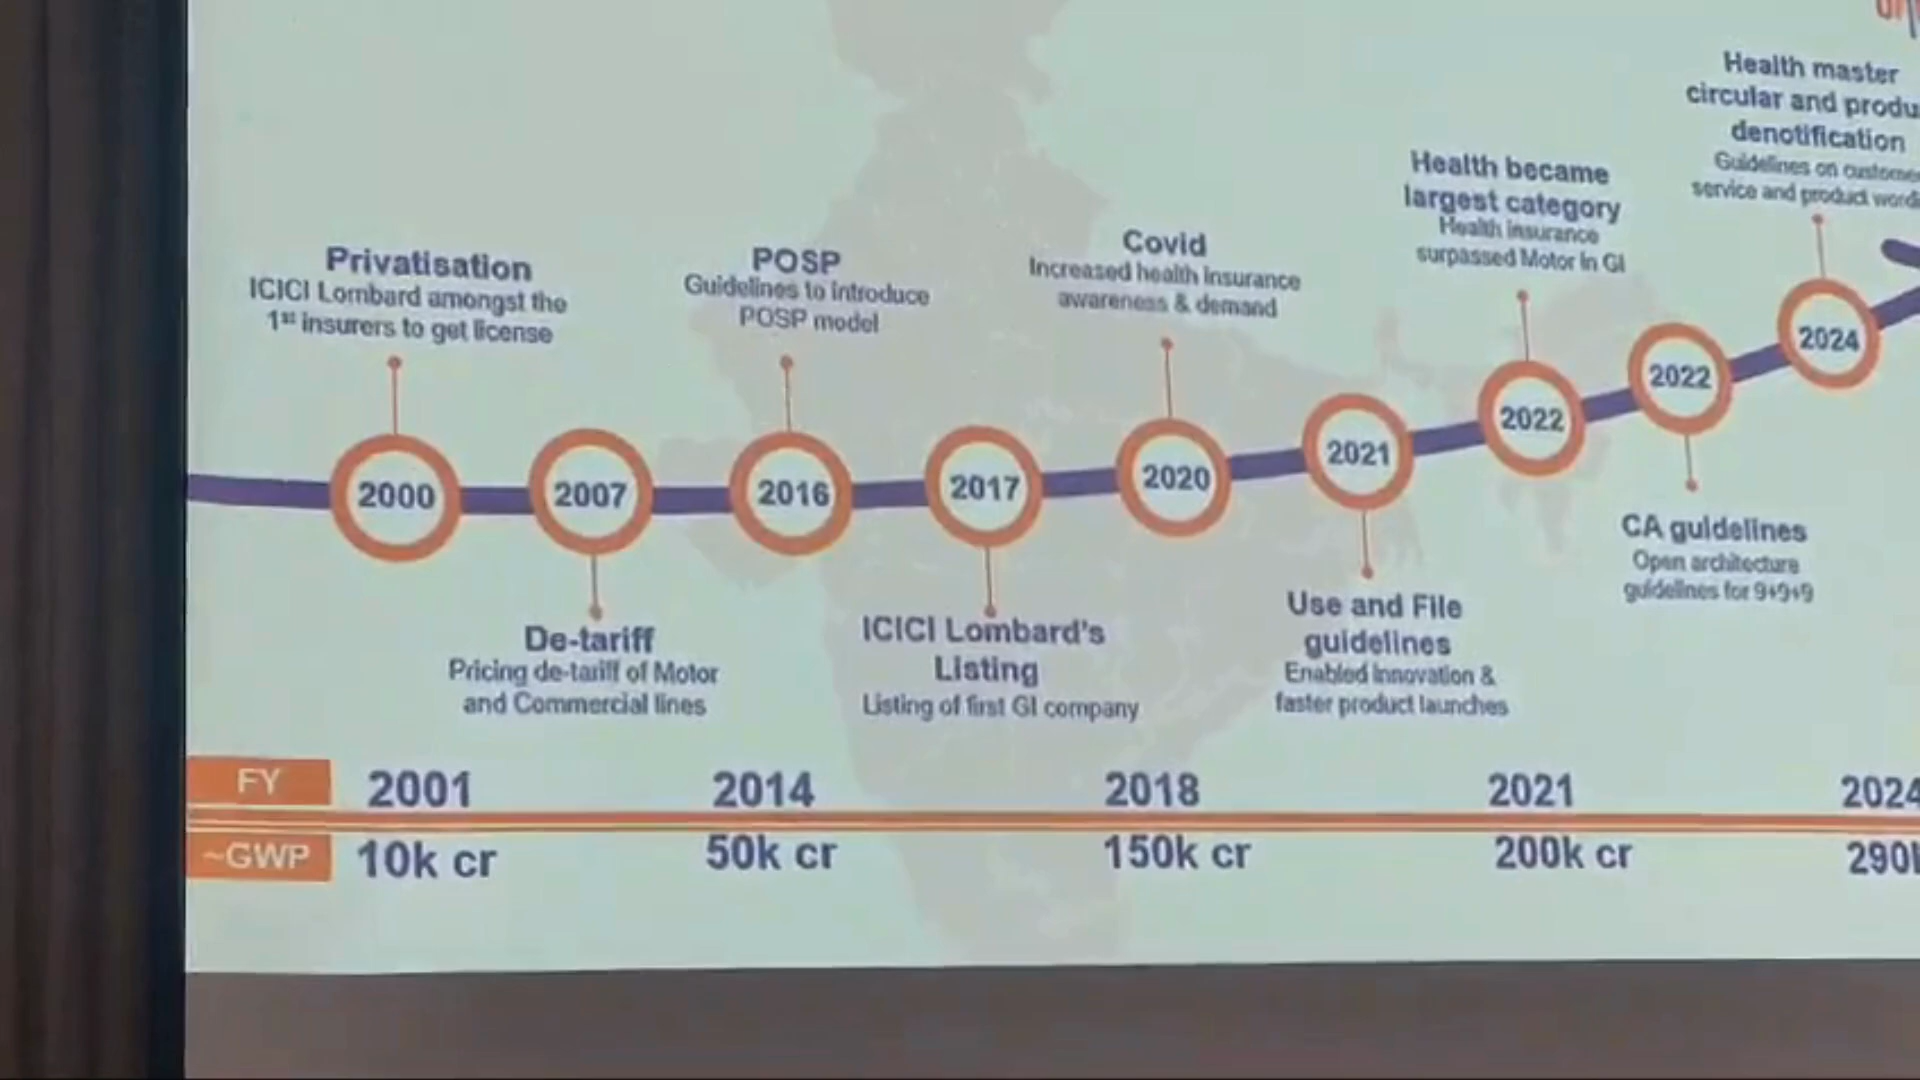 Health master
circular and
denotification
Guidelines on
service and product
Health became
largest category
Health insurance
surpassed Motor in GI
Covid
Increased health insurance
awareness & demand
POSP
Guidelines to introduce
POSP model
Privatisation
ICICI Lombard amongst the
1st insurers to get license
2000
2007
2016
2017
2020
2021
2022
2022
2024
De-tariff
Pricing de-tariff of Motor
and Commercial lines
ICICI Lombard's
Listing
Listing of first GI company
Use and File
guidelines
Enabled innovation &
faster product launches
CA guidelines
Open architecture
guidelines for 9+9+9
FY 2001 2014 2018 2021 2024
~GWP 10k cr 50k cr 150k cr 200k cr